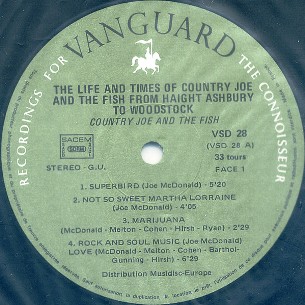 RECORDINGS FOR VANGUARD THE CONNOISSEUR
THE LIFE AND TIMES OF COUNTRY JOE
AND THE FISH FROM HAIGHT ASHBURY
TO WOODSTOCK
COUNTRY JOE AND THE FISH
SACEM
VSD 28
(VSD 28 A)
33 tours
STEREO - G.U.
FACE 1
1. SUPERBIRD (Joe McDonald) - 5'20
2. NOT SO SWEET MARTHA LORRAINE
(Joe McDonald) - 4'05
3. MARIJUANA
(McDonald - Melton - Cohen - Hirsh - Ryan) - 2'29
4. ROCK AND SOUL MUSIC (Joe McDonald)
LOVE (McDonald - Melton - Cohen - Barthol-
Gunning - Hirsh) - 6'29
Distribution Musidisc-Europe